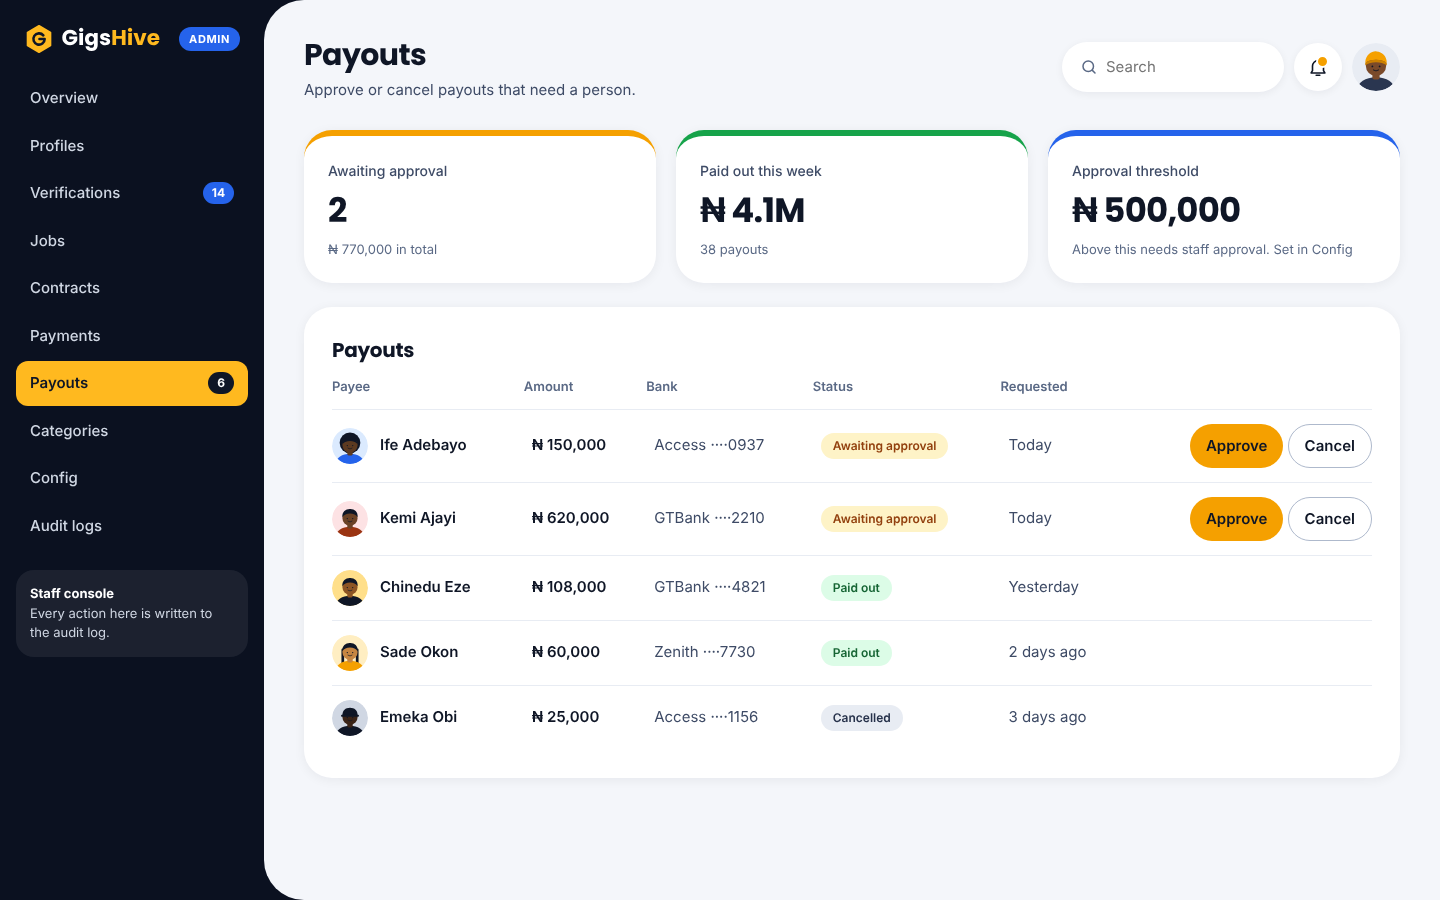 GigsHive ADMIN
Overview
Profiles
Verifications 14
Jobs
Contracts
Payments
Payouts 6
Categories
Config
Audit logs
Staff console
Every action here is written to
the audit log.
Payouts
Approve or cancel payouts that need a person.
Search
Awaiting approval
2
₦ 770,000 in total
Paid out this week
₦ 4.1M
38 payouts
Approval threshold
₦ 500,000
Above this needs staff approval. Set in Config
Payouts
Payee Amount Bank Status Requested
Ife Adebayo ₦ 150,000 Access ····0937 Awaiting approval Today Approve Cancel
Kemi Ajayi ₦ 620,000 GTBank ····2210 Awaiting approval Today Approve Cancel
Chinedu Eze ₦ 108,000 GTBank ····4821 Paid out Yesterday
Sade Okon ₦ 60,000 Zenith ····7730 Paid out 2 days ago
Emeka Obi ₦ 25,000 Access ····1156 Cancelled 3 days ago